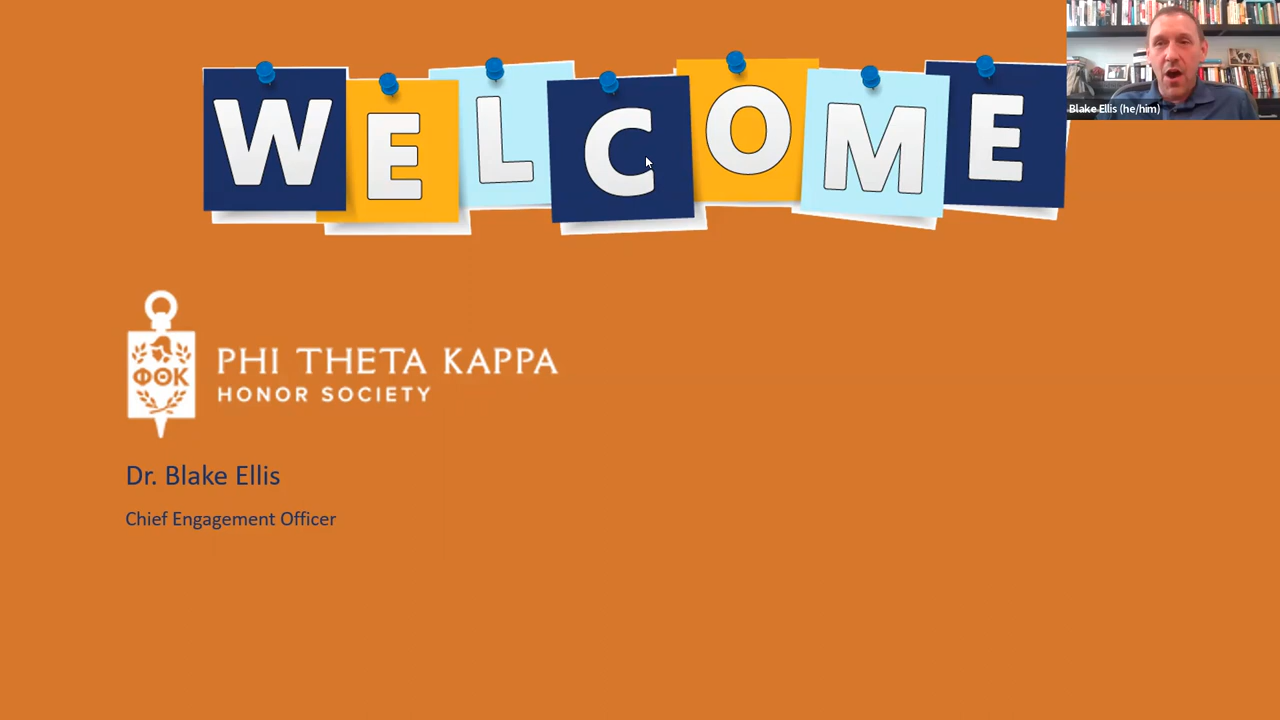 WELCOME
Blake Ellis (he/him)
ΦΘΚ
PHI THETA KAPPA
HONOR SOCIETY
Dr. Blake Ellis
Chief Engagement Officer